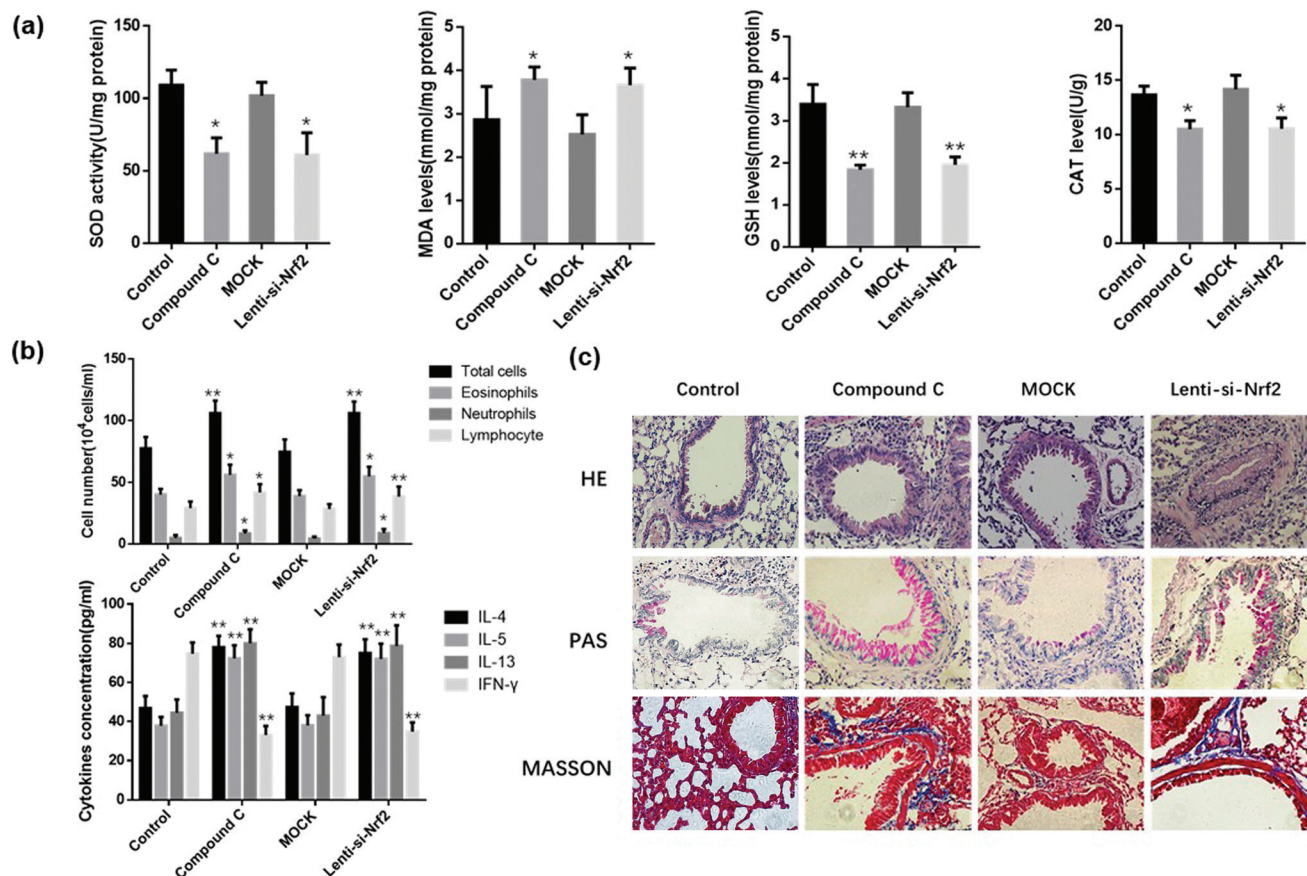 (a)
SOD activity(U/mg protein)
150
100
50
0
Control
Compound C
MOCK
Lenti-si-Nrf2
*
*
MDA levels(mmol/mg protein)
5
4
3
2
1
0
Control
Compound C
MOCK
Lenti-si-Nrf2
*
*
GSH levels(nmol/mg protein)
5
4
3
2
1
0
Control
Compound C
MOCK
Lenti-si-Nrf2
**
**
CAT level(U/g)
20
15
10
5
0
Control
Compound C
MOCK
Lenti-si-Nrf2
*
*
(b)
Cell number(10⁴cells/ml)
150
100
50
0
Control
Compound C
MOCK
Lenti-si-Nrf2
** * * *
** * * **
Total cells
Eosinophils
Neutrophils
Lymphocyte
Cytokines concentration(pg/ml)
100
80
60
40
20
0
Control
Compound C
MOCK
Lenti-si-Nrf2
** ** ** **
** ** ** **
IL-4
IL-5
IL-13
IFN-γ
(c)
Control
Compound C
MOCK
Lenti-si-Nrf2
HE
PAS
MASSON